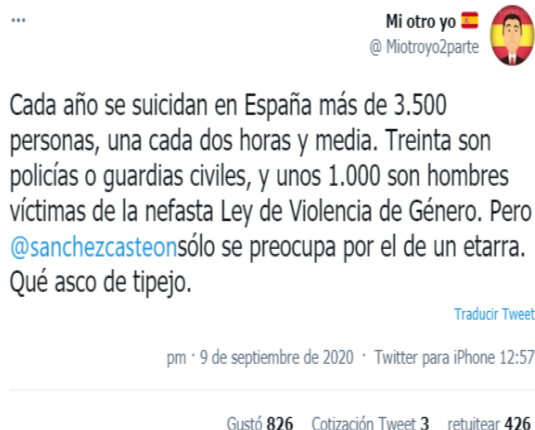 Mi otro yo
@ Miotroyo2parte
Cada año se suicidan en España más de 3.500
personas, una cada dos horas y media. Treinta son
policías o guardias civiles, y unos 1.000 son hombres
víctimas de la nefasta Ley de Violencia de Género. Pero
@sanchezcasteonsólo se preocupa por el de un etarra.
Qué asco de tipejo.
Traducir Tweet
pm · 9 de septiembre de 2020 · Twitter para iPhone 12:57
Gustó 826 Cotización Tweet 3 retuitear 426